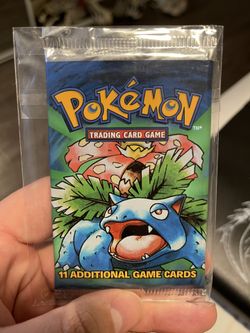 POKéMON
TM
TRADING CARD GAME
11 ADDITIONAL GAME CARDS